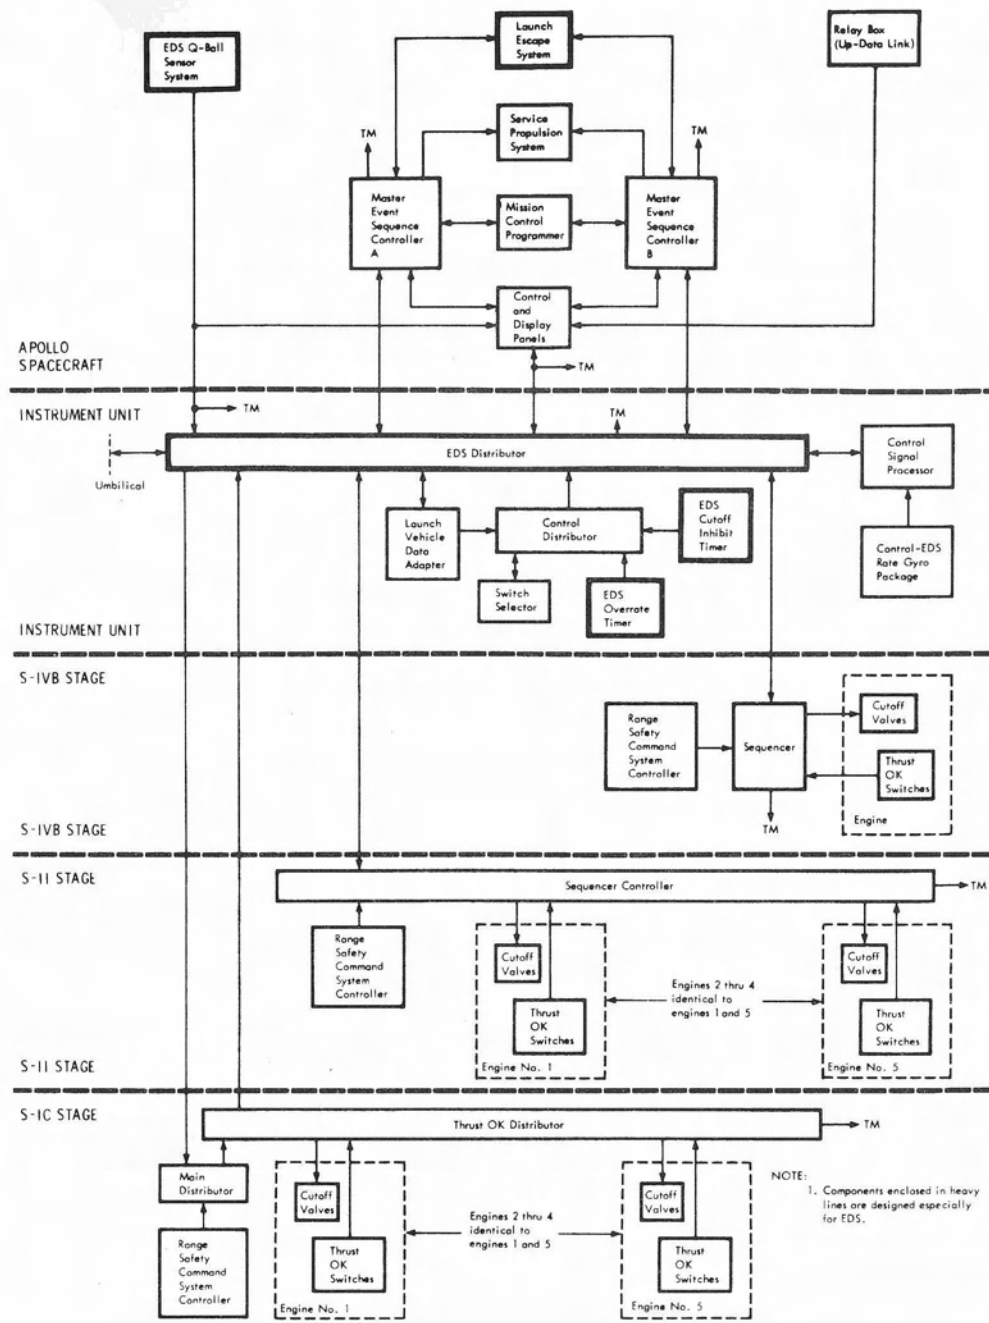 EDS Q-Ball
Sensor
System
Launch
Escape
System
Relay Box
(Up-Data Link)
TM
Service
Propulsion
System
TM
Master
Event
Sequence
Controller
A
Mission
Control
Programmer
Master
Event
Sequence
Controller
B
Control
and
Display
Panels
APOLLO
SPACECRAFT
TM
INSTRUMENT UNIT
TM
TM
Umbilical
EDS Distributor
Control
Signal
Processor
Launch
Vehicle
Data
Adapter
Control
Distributor
EDS
Cutoff
Inhibit
Timer
Control-EDS
Rate Gyro
Package
Switch
Selector
EDS
Overrate
Timer
INSTRUMENT UNIT
S-IVB STAGE
Range
Safety
Command
System
Controller
Sequencer
Cutoff
Valves
Thrust
OK
Switches
Engine
TM
S-IVB STAGE
S-II STAGE
Sequencer Controller
TM
Range
Safety
Command
System
Controller
Cutoff
Valves
Thrust
OK
Switches
Engine No. 1
Engines 2 thru 4
identical to
engines 1 and 5
Cutoff
Valves
Thrust
OK
Switches
Engine No. 5
S-II STAGE
S-IC STAGE
Thrust OK Distributor
TM
Main
Distributor
Range
Safety
Command
System
Controller
Cutoff
Valves
Thrust
OK
Switches
Engine No. 1
Engines 2 thru 4
identical to
engines 1 and 5
Cutoff
Valves
Thrust
OK
Switches
Engine No. 5
NOTE:
1. Components enclosed in heavy
lines are designed especially
for EDS.